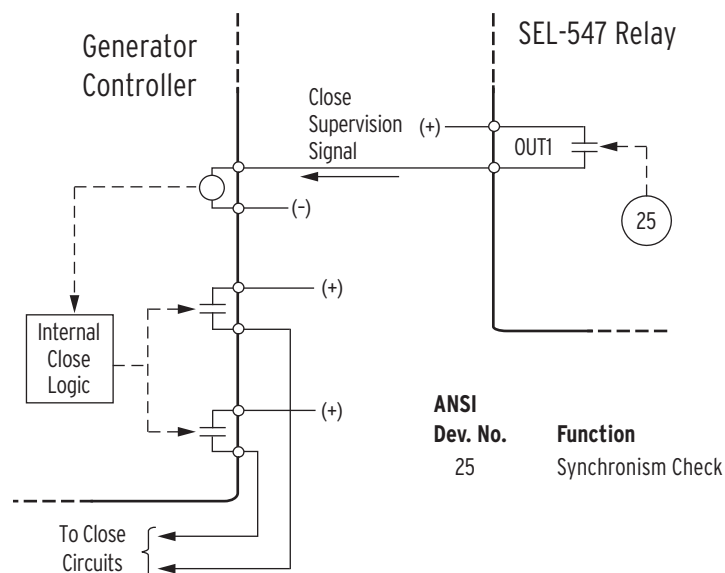 Generator
Controller
SEL-547 Relay
Close
Supervision
Signal
(+)
OUT1
(–)
25
(+)
Internal
Close
Logic
(+)
ANSI
Dev. No. Function
25 Synchronism Check
To Close
Circuits